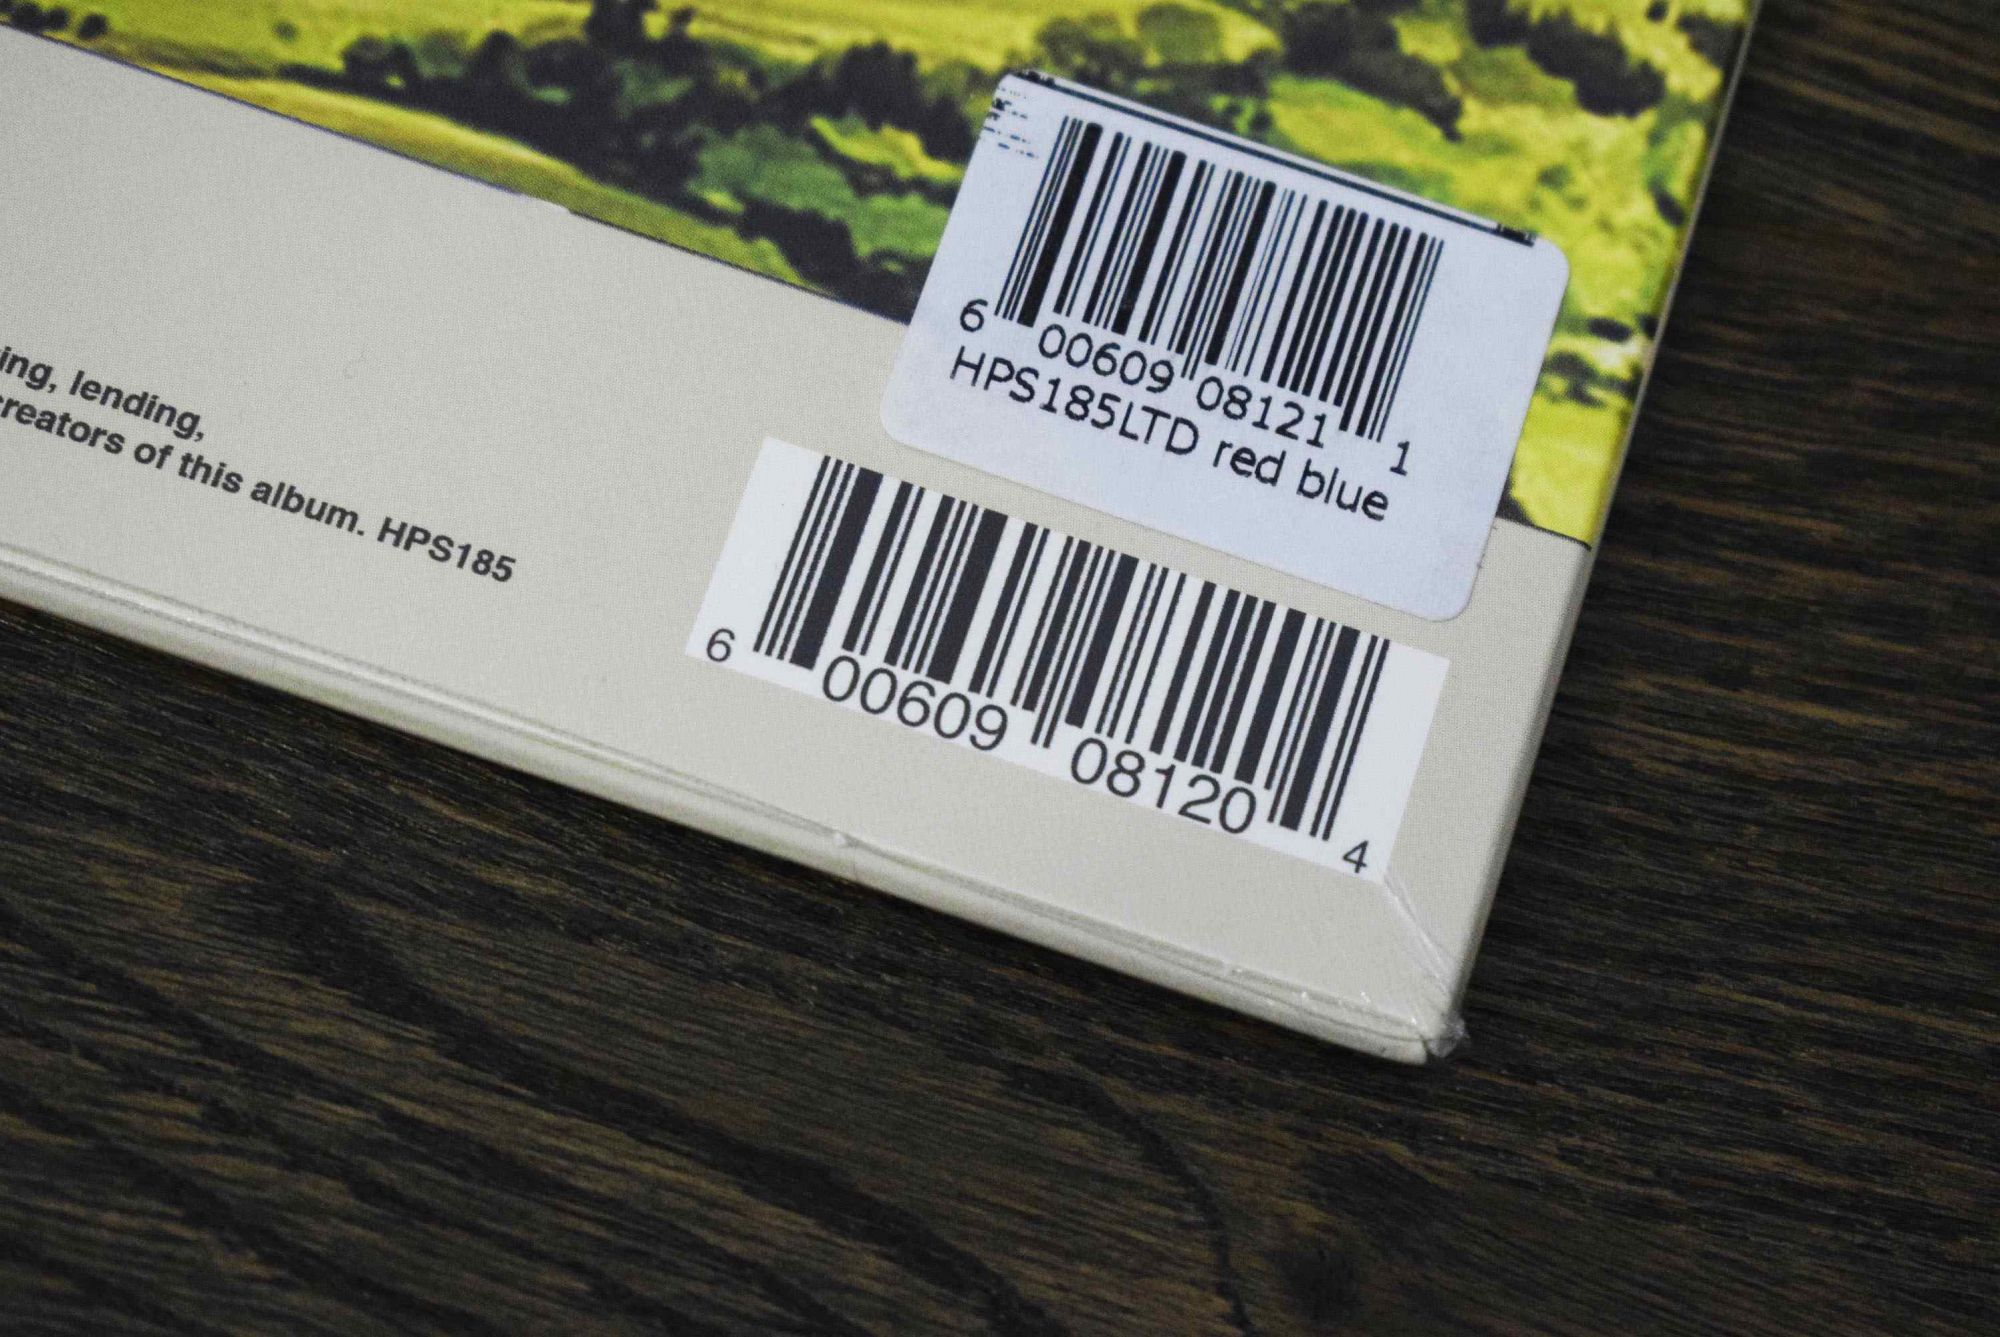 6 00609 08121 1
HPS185LTD red blue
ing, lending,
creators of this album. HPS185
6 00609 08120 4